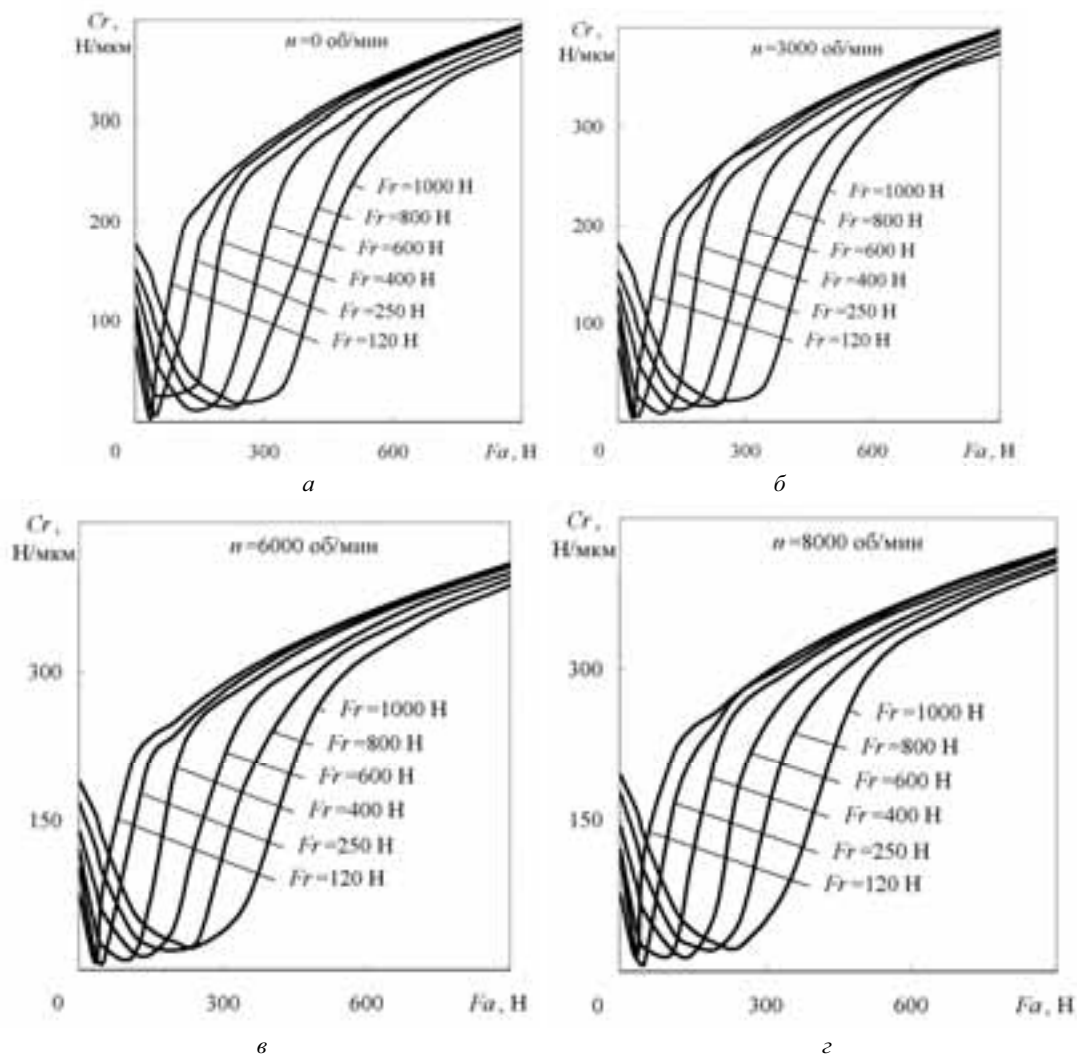 Cr,
Н/мкм
n=0 об/мин
300
200
100
Fr=1000 Н
Fr=800 Н
Fr=600 Н
Fr=400 Н
Fr=250 Н
Fr=120 Н
0 300 600 Fa, Н
а
Cr,
Н/мкм
n=3000 об/мин
300
200
100
Fr=1000 Н
Fr=800 Н
Fr=600 Н
Fr=400 Н
Fr=250 Н
Fr=120 Н
0 300 600 Fa, Н
б
Cr,
Н/мкм
n=6000 об/мин
300
150
Fr=1000 Н
Fr=800 Н
Fr=600 Н
Fr=400 Н
Fr=250 Н
Fr=120 Н
0 300 600 Fa, Н
в
Cr,
Н/мкм
n=8000 об/мин
300
150
Fr=1000 Н
Fr=800 Н
Fr=600 Н
Fr=400 Н
Fr=250 Н
Fr=120 Н
0 300 600 Fa, Н
г